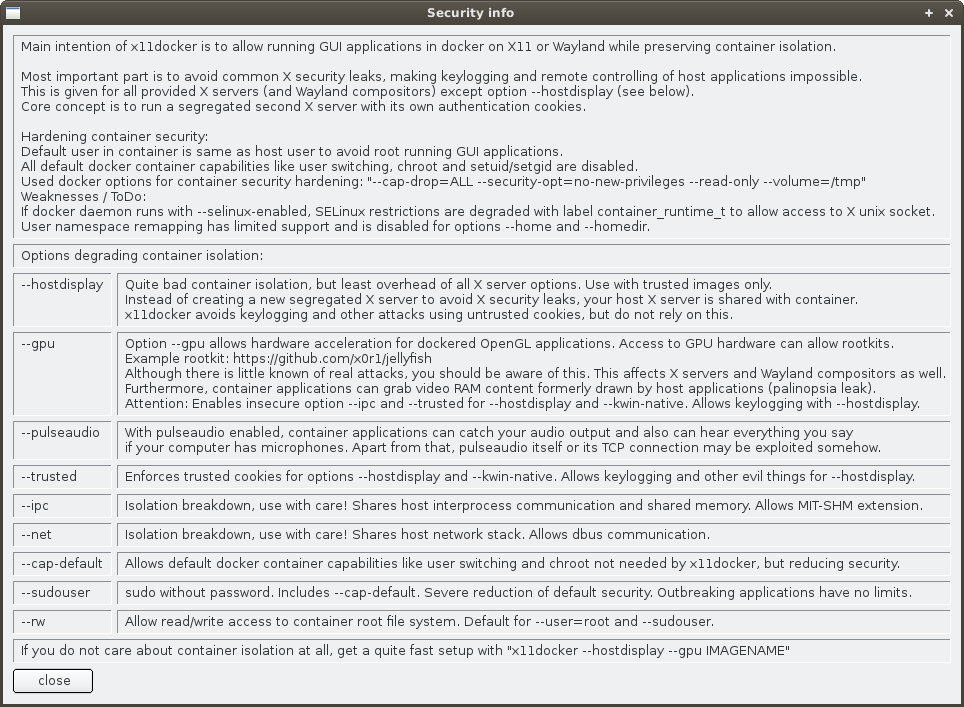 Security info
Main intention of x11docker is to allow running GUI applications in docker on X11 or Wayland while preserving container isolation.
Most important part is to avoid common X security leaks, making keylogging and remote controlling of host applications impossible.
This is given for all provided X servers (and Wayland compositors) except option --hostdisplay (see below).
Core concept is to run a segregated second X server with its own authentication cookies.
Hardening container security:
Default user in container is same as host user to avoid root running GUI applications.
All default docker container capabilities like user switching, chroot and setuid/setgid are disabled.
Used docker options for container security hardening: "--cap-drop=ALL --security-opt=no-new-privileges --read-only --volume=/tmp"
Weaknesses / ToDo:
If docker daemon runs with --selinux-enabled, SELinux restrictions are degraded with label container_runtime_t to allow access to X unix socket.
User namespace remapping has limited support and is disabled for options --home and --homedir.
Options degrading container isolation:
--hostdisplay
Quite bad container isolation, but least overhead of all X server options. Use with trusted images only.
Instead of creating a new segregated X server to avoid X security leaks, your host X server is shared with container.
x11docker avoids keylogging and other attacks using untrusted cookies, but do not rely on this.
--gpu
Option --gpu allows hardware acceleration for dockered OpenGL applications. Access to GPU hardware can allow rootkits.
Example rootkit: https://github.com/x0r1/jellyfish
Although there is little known of real attacks, you should be aware of this. This affects X servers and Wayland compositors as well.
Furthermore, container applications can grab video RAM content formerly drawn by host applications (palinopsia leak).
Attention: Enables insecure option --ipc and --trusted for --hostdisplay and --kwin-native. Allows keylogging with --hostdisplay.
--pulseaudio
With pulseaudio enabled, container applications can catch your audio output and also can hear everything you say
if your computer has microphones. Apart from that, pulseaudio itself or its TCP connection may be exploited somehow.
--trusted
Enforces trusted cookies for options --hostdisplay and --kwin-native. Allows keylogging and other evil things for --hostdisplay.
--ipc
Isolation breakdown, use with care! Shares host interprocess communication and shared memory. Allows MIT-SHM extension.
--net
Isolation breakdown, use with care! Shares host network stack. Allows dbus communication.
--cap-default
Allows default docker container capabilities like user switching and chroot not needed by x11docker, but reducing security.
--sudouser
sudo without password. Includes --cap-default. Severe reduction of default security. Outbreaking applications have no limits.
--rw
Allow read/write access to container root file system. Default for --user=root and --sudouser.
If you do not care about container isolation at all, get a quite fast setup with "x11docker --hostdisplay --gpu IMAGENAME"
close